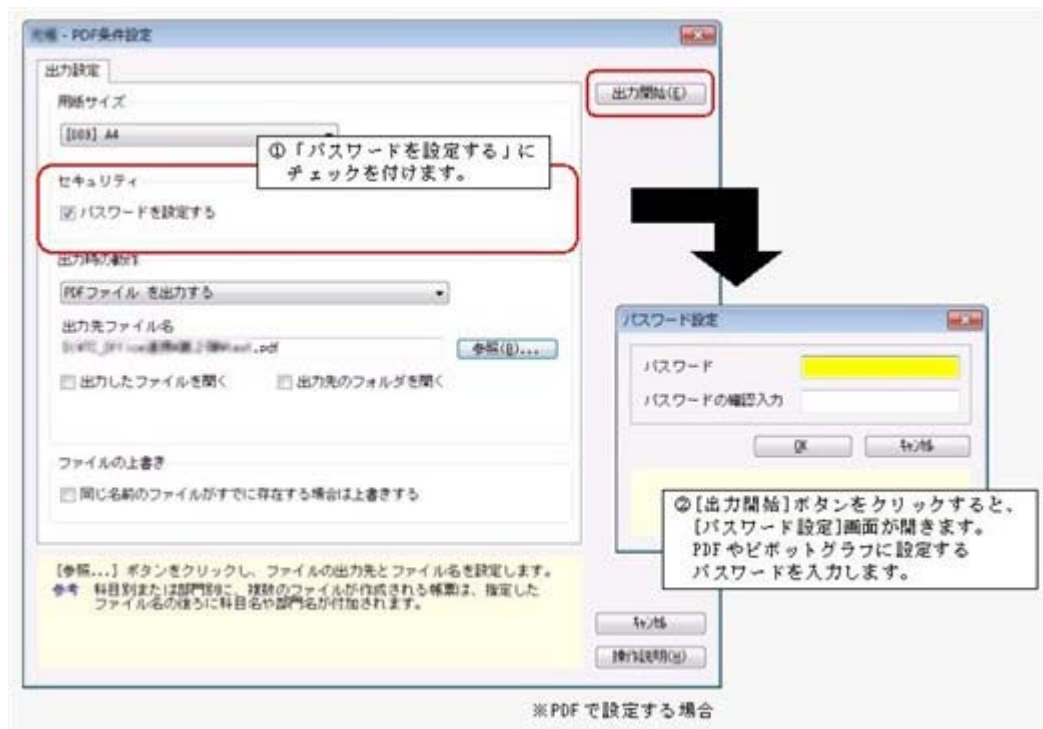 - PDF条件設定
出力設定
出力開始(E)
用紙サイズ
[003] A4
①「パスワードを設定する」に
チェックを付けます。
セキュリティ
パスワードを設定する
出力時の動作
PDFファイル を出力する
出力先ファイル名
.pdf
参照(B)...
出力したファイルを開く
出力先のフォルダを開く
ファイルの上書き
同じ名前のファイルがすでに存在する場合は上書きする
パスワード設定
パスワード
パスワードの確認入力
OK
キャンセル
②[出力開始]ボタンをクリックすると、
[パスワード設定]画面が開きます。
PDFやピボットグラフに設定する
パスワードを入力します。
[参照...] ボタンをクリックし、ファイルの出力先とファイル名を設定します。
参考 科目別または部門別に、複数のファイルが作成される帳票は、指定した
ファイル名の後ろに科目名や部門名が付加されます。
キャンセル
操作説明(H)
※PDFで設定する場合